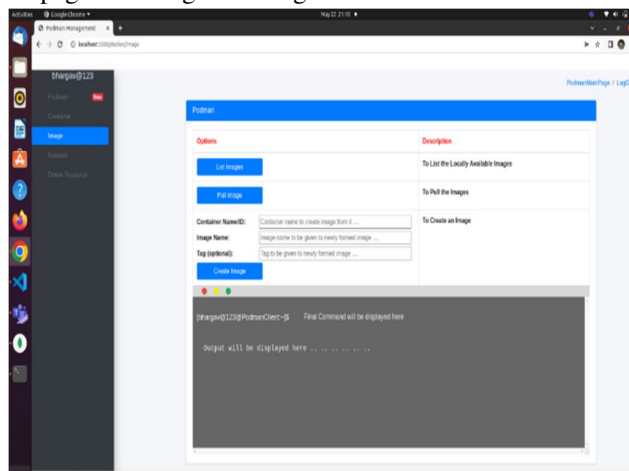 Activities Google Chrome May 22 21:10
Podman Management
localhost
bhargav@123
PodmanMainPage / LogO
Podman New
Container
Image
Network
Delete Resource
Podman
Options Description
List Images To List the Locally Available Images
Pull Image To Pull the Images
Container Name/ID: Container name to create image from it ... To Create an Image
Image Name: Image name to be given to newly formed image ...
Tag (optional): Tag to be given to newly formed image ...
Create Image
[bhargav@123@PodmanClient:~]$ Final Command will be displayed here
Output will be displayed here .. .. .. .. .. ..